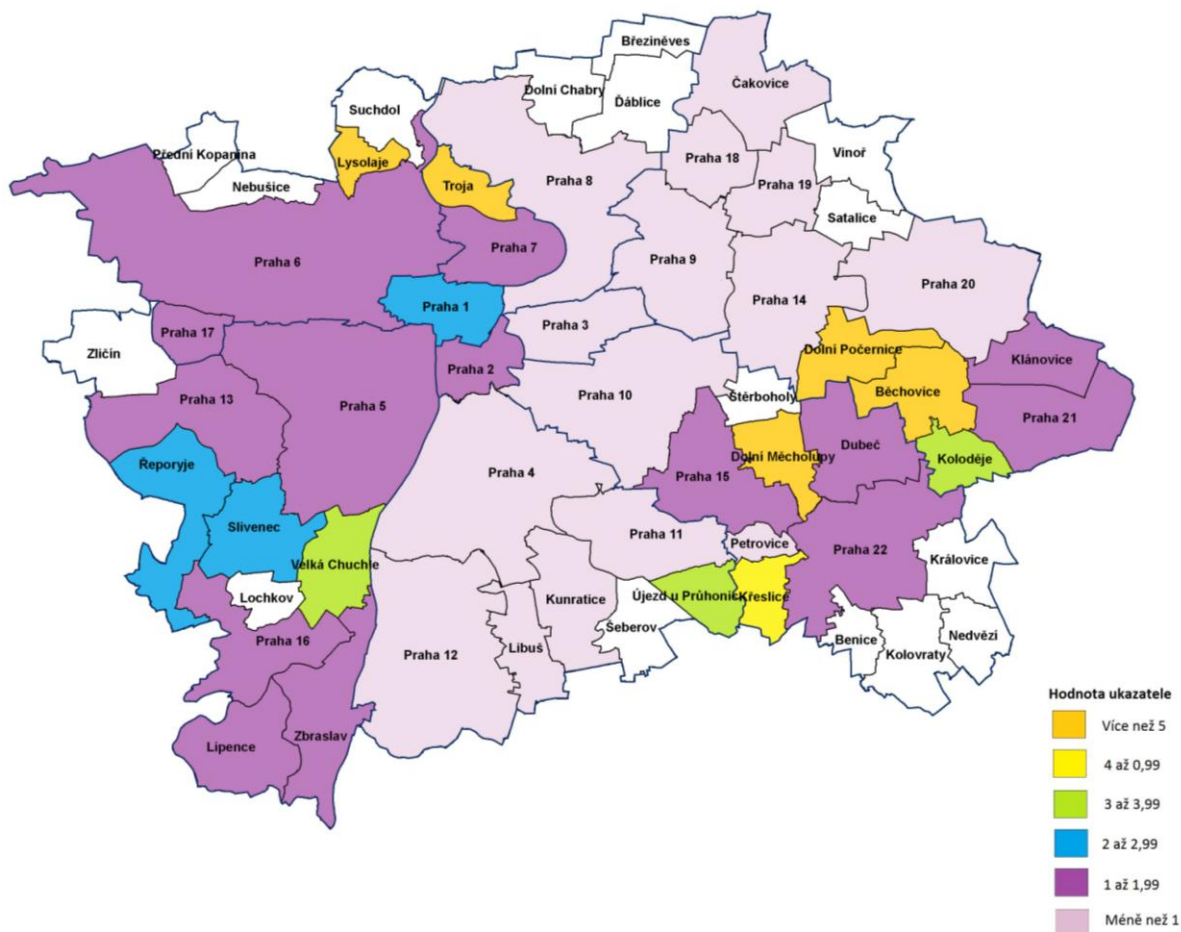 Březiněves
Čakovice
Dolní Chabry
Ďáblice
Suchdol
Vinoř
Přední Kopanina
Lysolaje
Praha 18
Nebušice
Troja
Praha 8
Praha 19
Satalice
Praha 7
Praha 6
Praha 9
Praha 20
Praha 14
Praha 1
Praha 3
Praha 17
Zličín
Dolní Počernice
Klánovice
Praha 2
Běchovice
Štěrboholy
Praha 13
Praha 5
Praha 10
Praha 21
Dubeč
Dolní Měcholupy
Koloděje
Řeporyje
Praha 4
Praha 15
Slivenec
Praha 11
Petrovice
Praha 22
Královice
Velká Chuchle
Lochkov
Kunratice
Újezd u Průhonic
Křeslice
Šeberov
Praha 16
Benice
Nedvězí
Praha 12
Libuš
Kolovraty
Lipence
Zbraslav
Hodnota ukazatele
Více než 5
4 až 0,99
3 až 3,99
2 až 2,99
1 až 1,99
Méně než 1